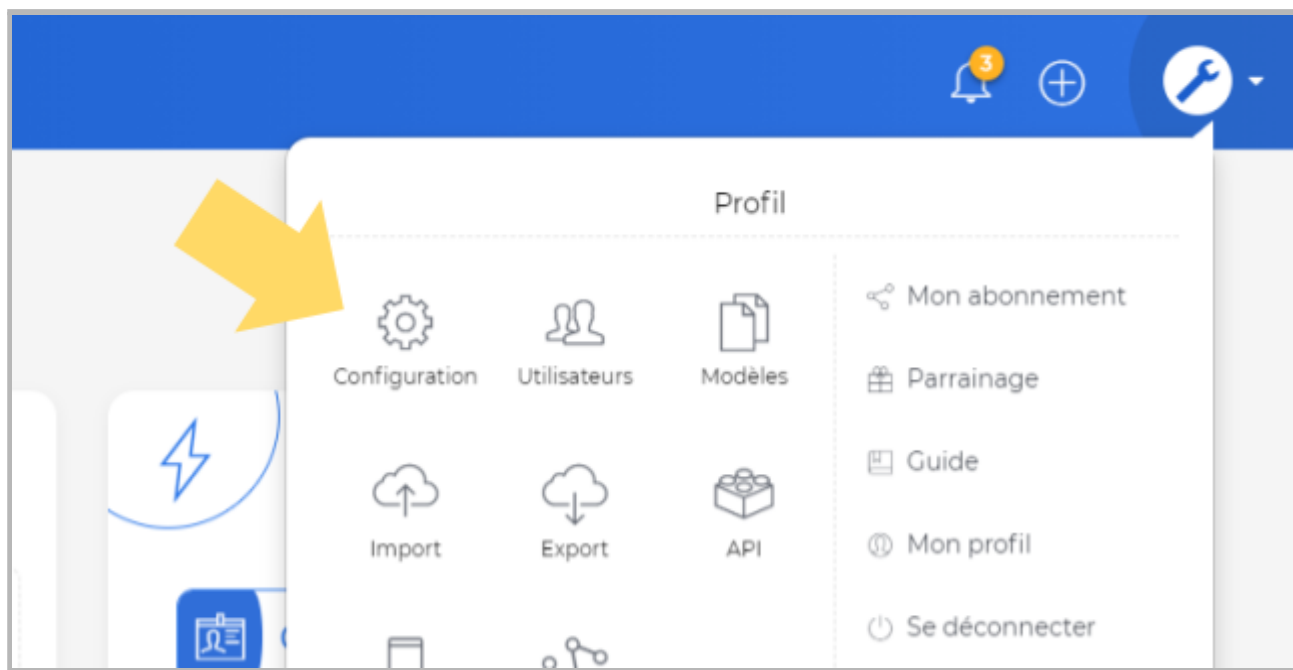 3
Profil
Configuration
Utilisateurs
Modèles
Import
Export
API
Mon abonnement
Parrainage
Guide
Mon profil
Se déconnecter